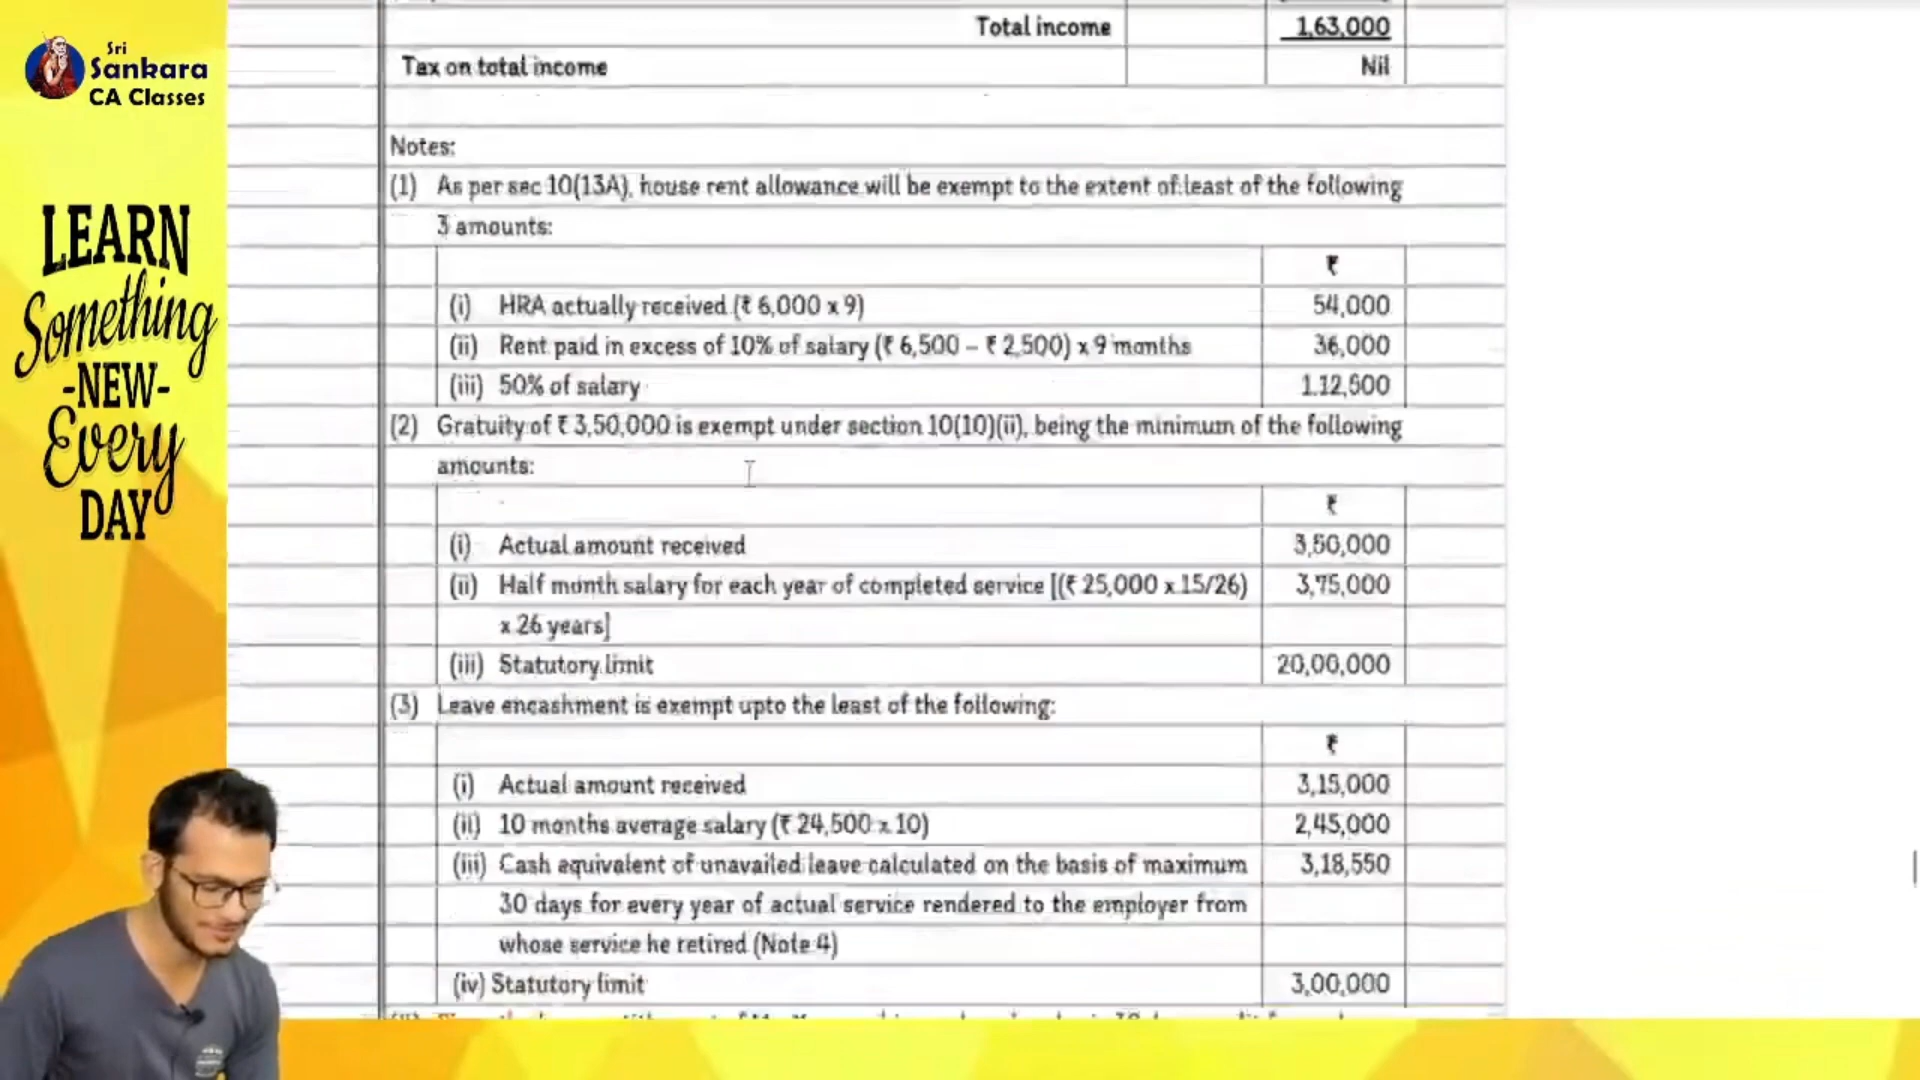 Sri
Sankara
CA Classes
LEARN
Something
-NEW-
Every
DAY
Total income 1,63,000
Tax on total income Nil
Notes:
(1) As per sec 10(13A), house rent allowance will be exempt to the extent of least of the following
3 amounts:
₹
(i) HRA actually received (₹ 6,000 x 9) 54,000
(ii) Rent paid in excess of 10% of salary (₹ 6,500 – ₹ 2,500) x 9 months 36,000
(iii) 50% of salary 1,12,500
(2) Gratuity of ₹ 3,50,000 is exempt under section 10(10)(ii), being the minimum of the following
amounts:
₹
(i) Actual amount received 3,50,000
(ii) Half month salary for each year of completed service [(₹ 25,000 x 15/26) 3,75,000
x 26 years]
(iii) Statutory limit 20,00,000
(3) Leave encashment is exempt upto the least of the following:
₹
(i) Actual amount received 3,15,000
(ii) 10 months average salary (₹ 24,500 x 10) 2,45,000
(iii) Cash equivalent of unavailed leave calculated on the basis of maximum 3,18,550
30 days for every year of actual service rendered to the employer from
whose service he retired (Note 4)
(iv) Statutory limit 3,00,000